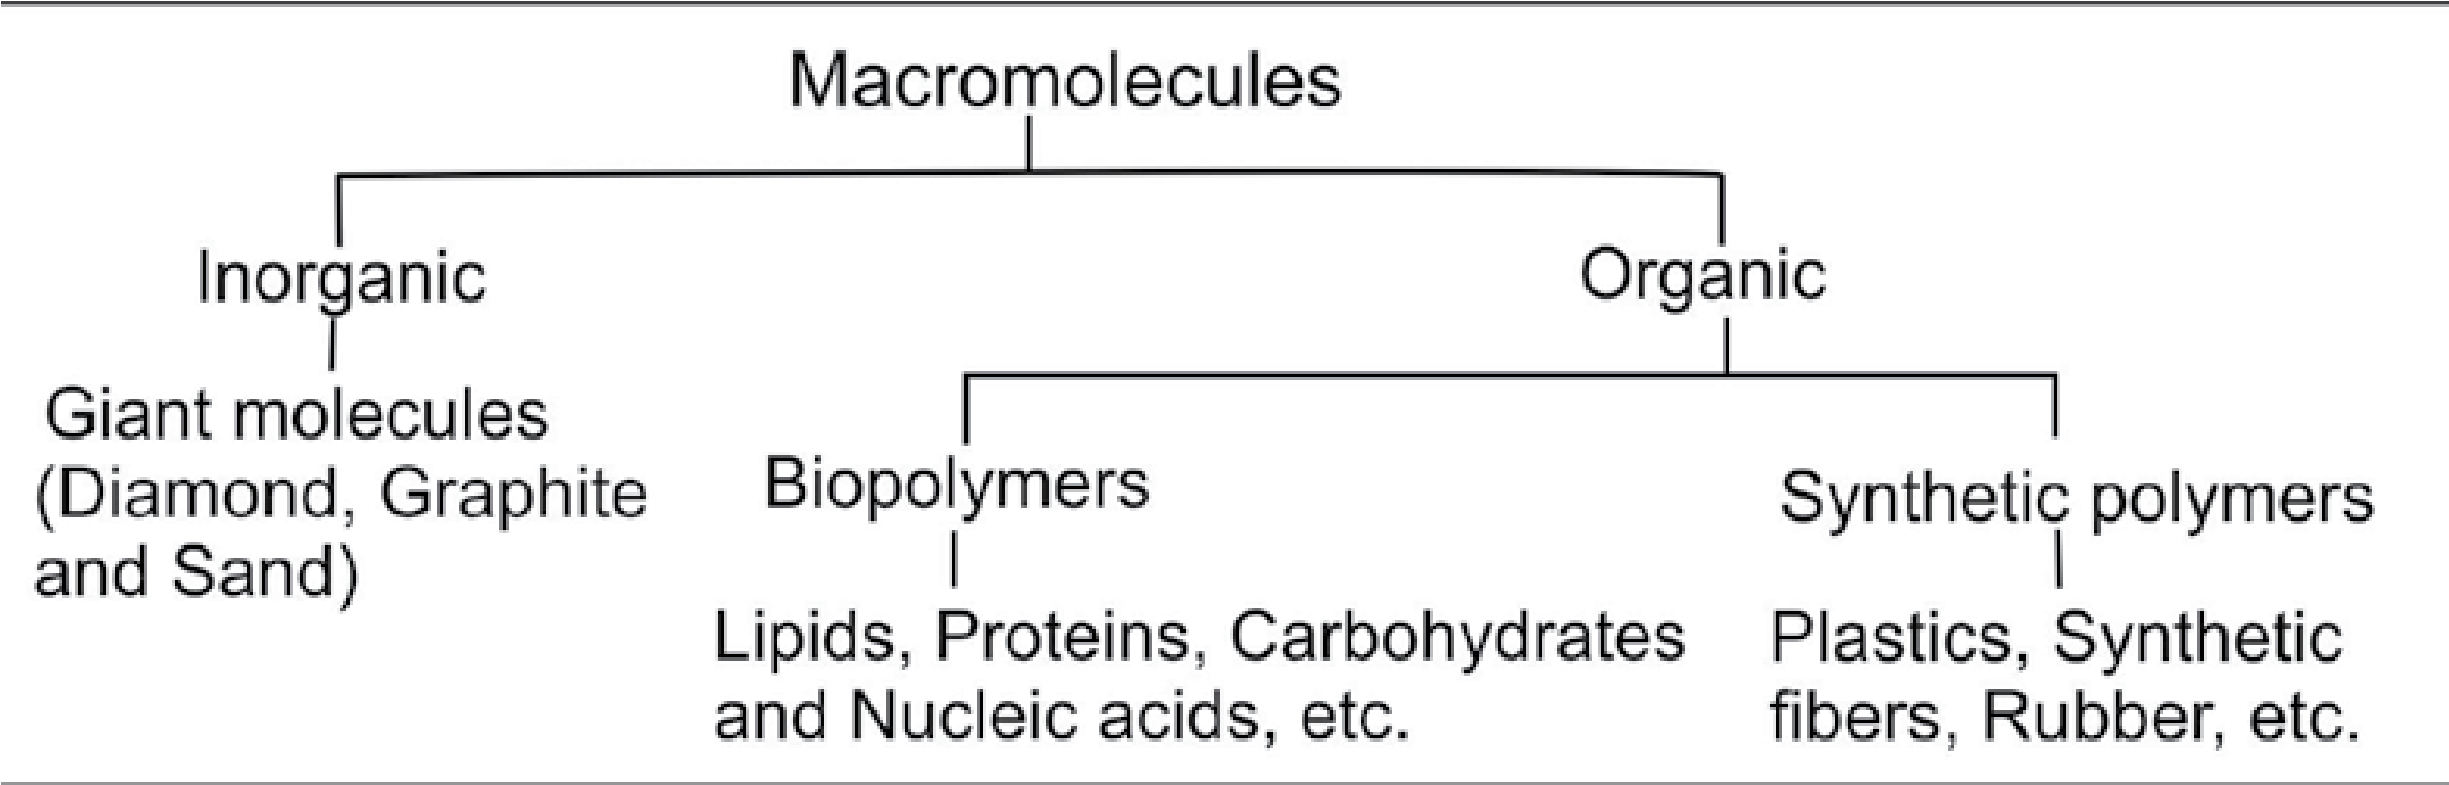 Macromolecules
Inorganic
Organic
Giant molecules
(Diamond, Graphite
and Sand)
Biopolymers
Lipids, Proteins, Carbohydrates
and Nucleic acids, etc.
Synthetic polymers
Plastics, Synthetic
fibers, Rubber, etc.